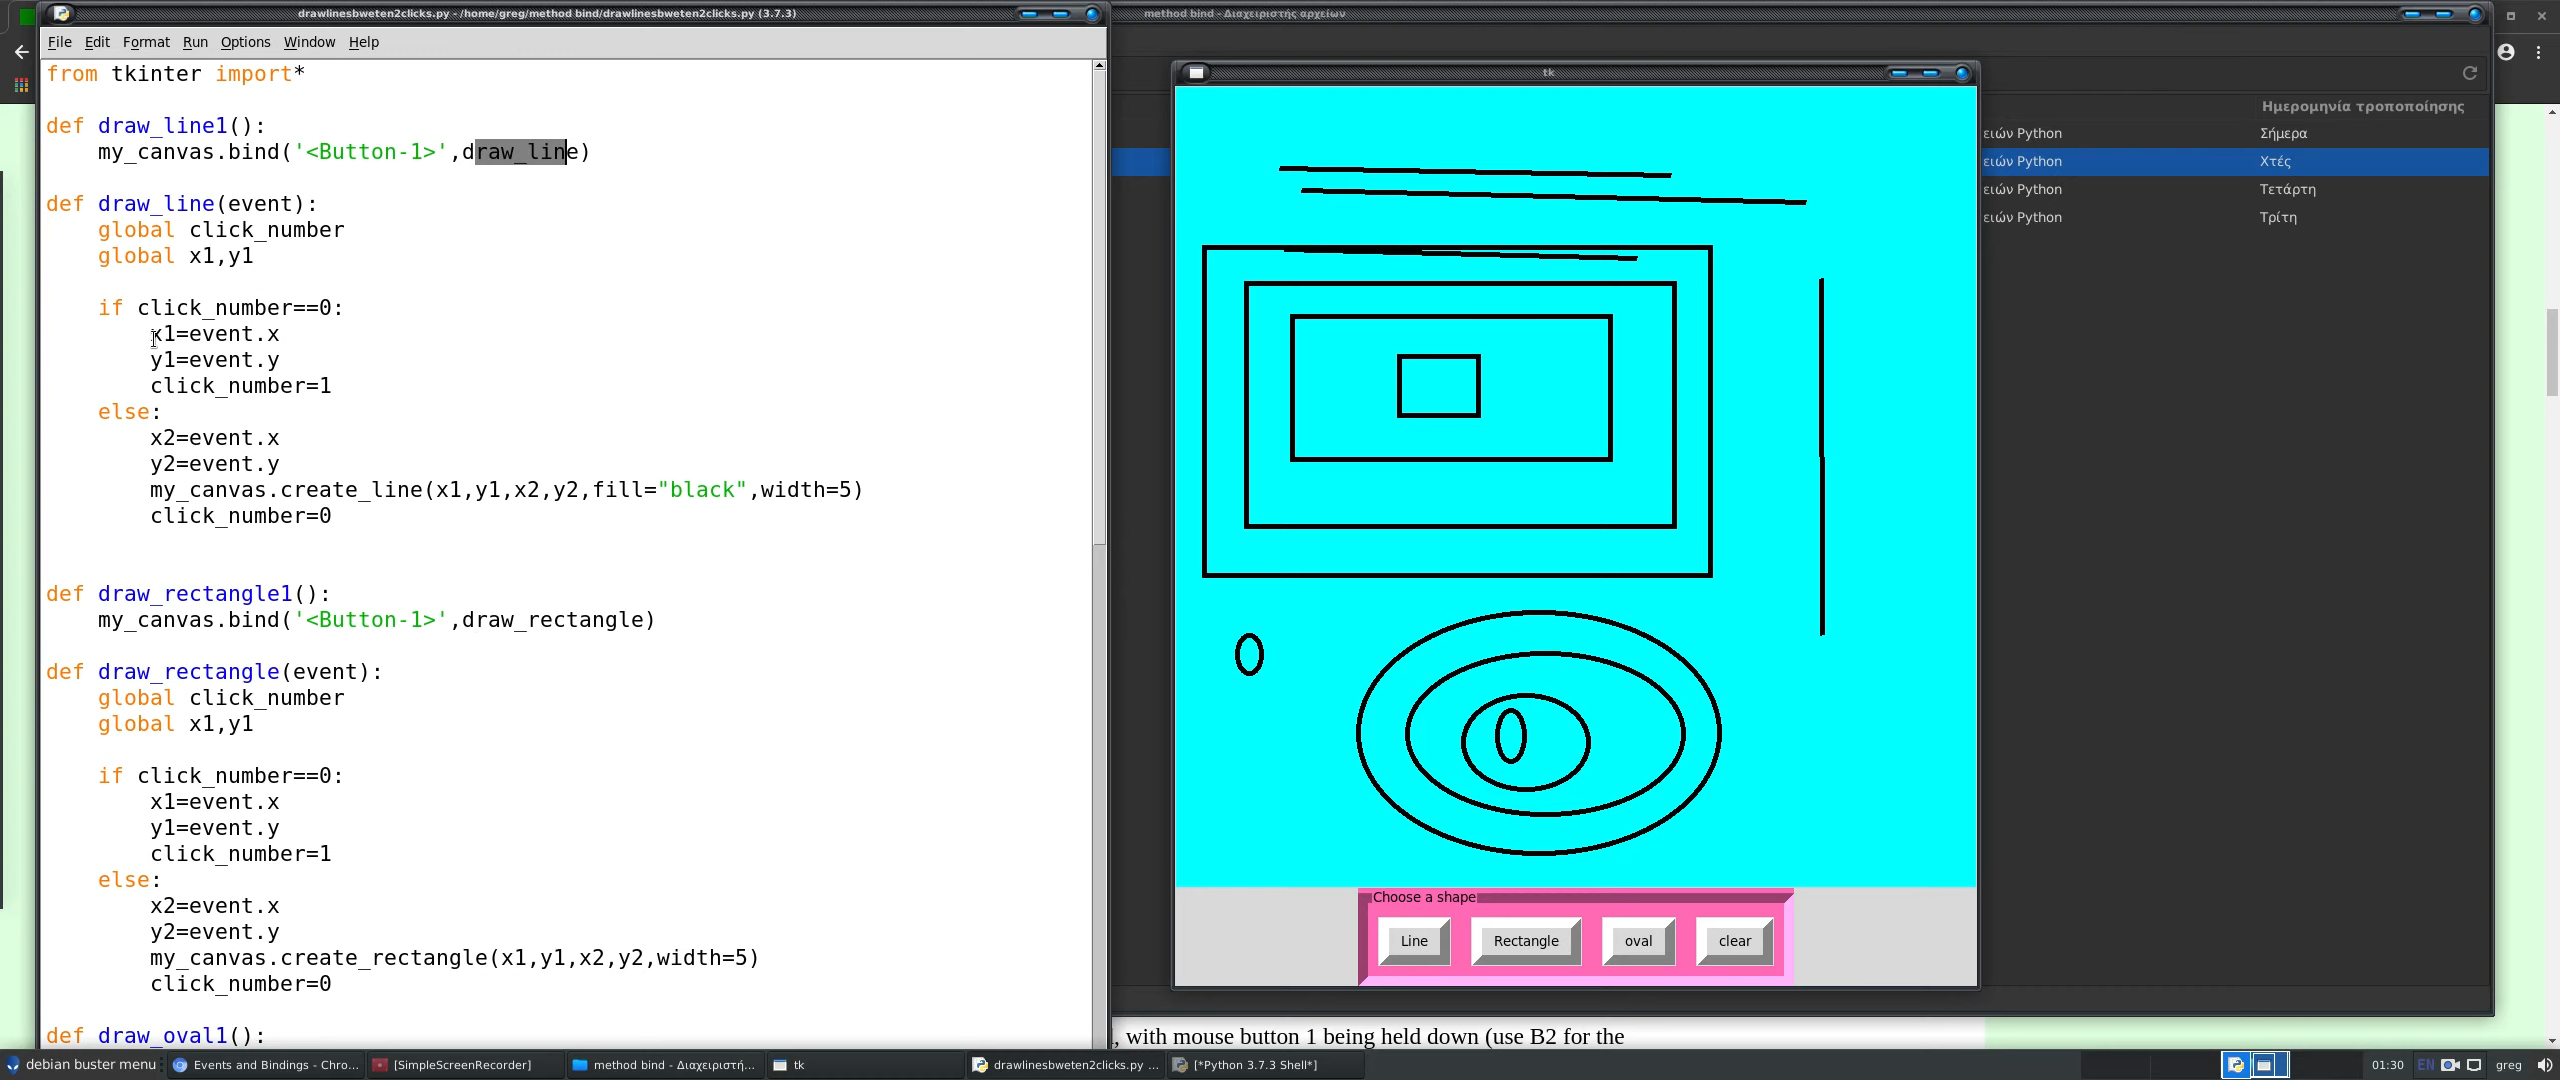 drawlinesbweten2clicks.py - /home/greg/method bind/drawlinesbweten2clicks.py (3.7.3)
method bind - Διαχειριστής αρχείων
File Edit Format Run Options Window Help
from tkinter import*
def draw_line1():
my_canvas.bind('<Button-1>',draw_line)
def draw_line(event):
global click_number
global x1,y1
if click_number==0:
x1=event.x
y1=event.y
click_number=1
else:
x2=event.x
y2=event.y
my_canvas.create_line(x1,y1,x2,y2,fill="black",width=5)
click_number=0
def draw_rectangle1():
my_canvas.bind('<Button-1>',draw_rectangle)
def draw_rectangle(event):
global click_number
global x1,y1
if click_number==0:
x1=event.x
y1=event.y
click_number=1
else:
x2=event.x
y2=event.y
my_canvas.create_rectangle(x1,y1,x2,y2,width=5)
click_number=0
def draw_oval1():
tk
Choose a shape
Line Rectangle oval clear
Ημερομηνία τροποποίησης
ειών Python Σήμερα
ειών Python Χτές
ειών Python Τετάρτη
ειών Python Τρίτη
, with mouse button 1 being held down (use B2 for the
debian buster menu Events and Bindings - Chro... [SimpleScreenRecorder] method bind - Διαχειριστή... tk drawlinesbweten2clicks.py ... [*Python 3.7.3 Shell*] 01:30 EN greg